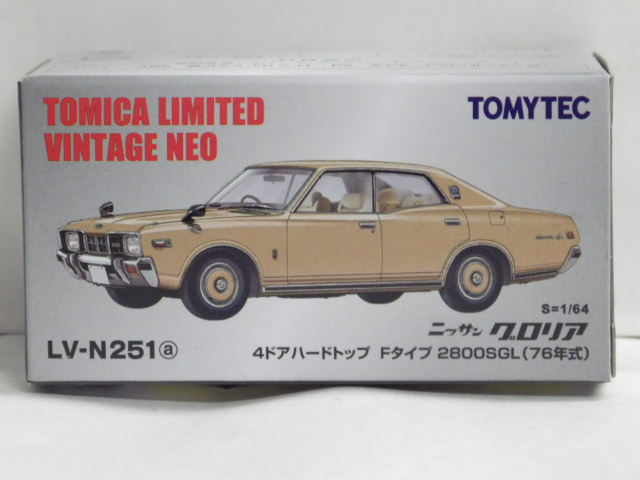 TOMICA LIMITED
VINTAGE NEO
TOMYTEC
S=1/64
ニッサン グロリア
LV-N251ⓐ
4ドアハードトップ Fタイプ 2800SGL(76年式)